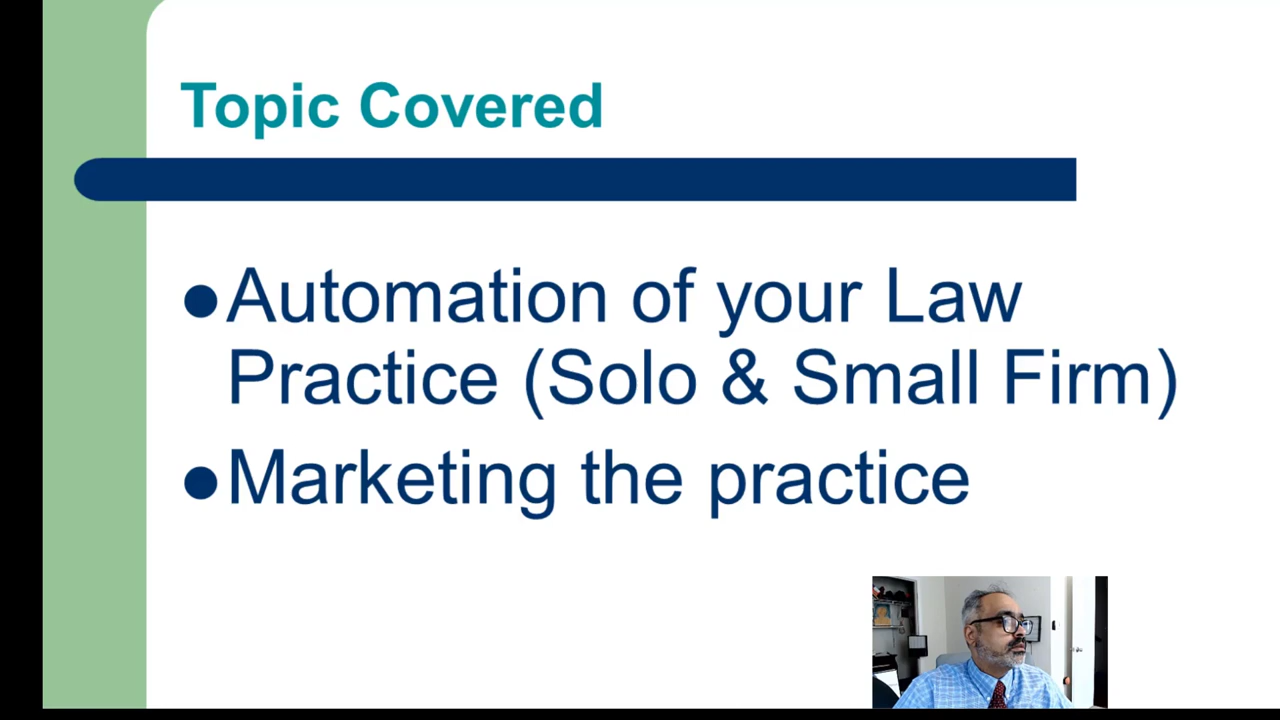 Topic Covered
●Automation of your Law
Practice (Solo & Small Firm)
●Marketing the practice